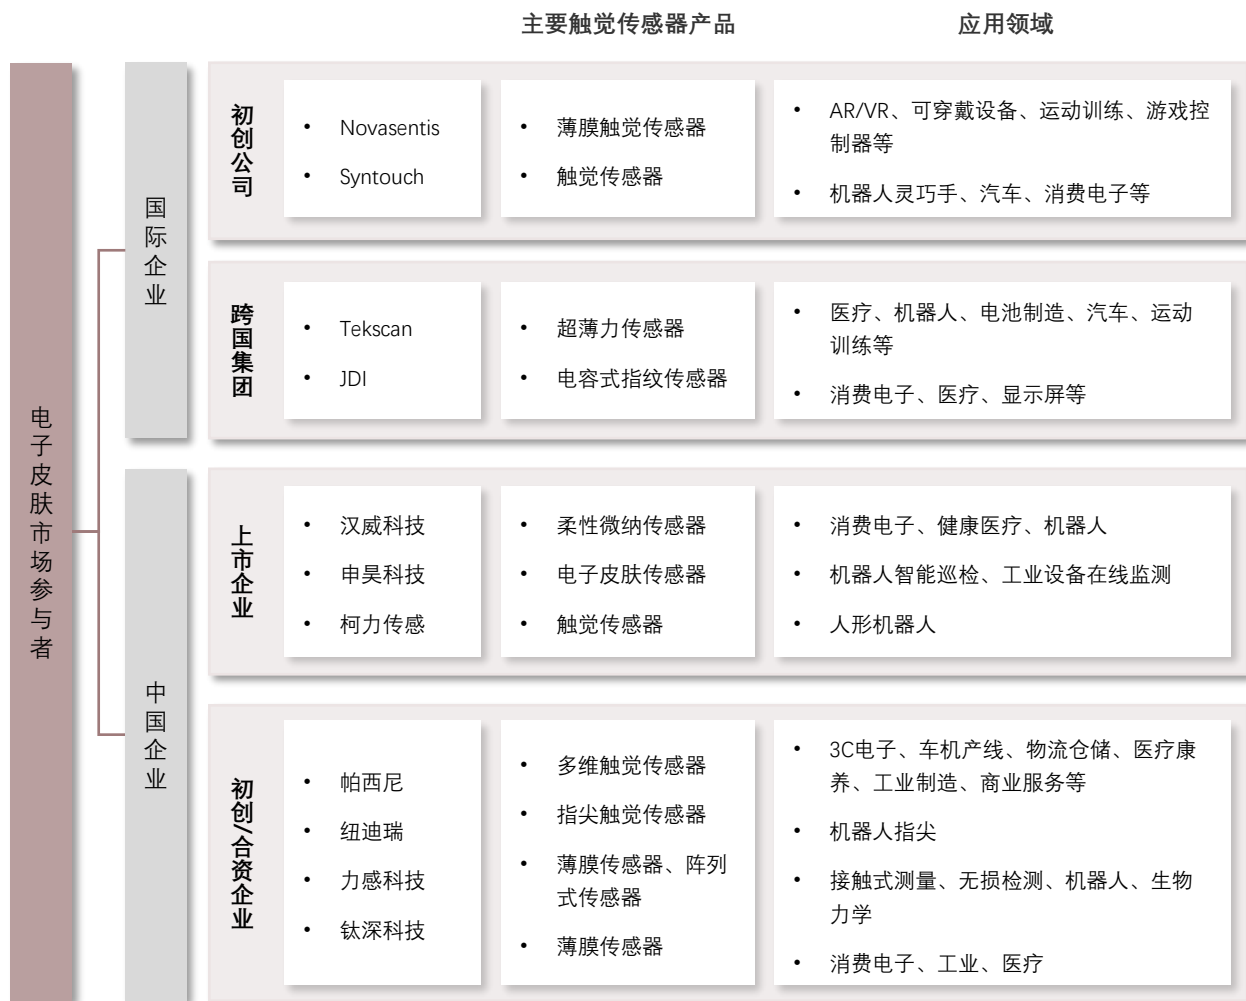 主要触觉传感器产品
应用领域
电子皮肤市场参与者
国际企业
初创公司
• Novasentis
• Syntouch
• 薄膜触觉传感器
• 触觉传感器
• AR/VR、可穿戴设备、运动训练、游戏控
制器等
• 机器人灵巧手、汽车、消费电子等
跨国集团
• Tekscan
• JDI
• 超薄力传感器
• 电容式指纹传感器
• 医疗、机器人、电池制造、汽车、运动
训练等
• 消费电子、医疗、显示屏等
中国企业
上市企业
• 汉威科技
• 申昊科技
• 柯力传感
• 柔性微纳传感器
• 电子皮肤传感器
• 触觉传感器
• 消费电子、健康医疗、机器人
• 机器人智能巡检、工业设备在线监测
• 人形机器人
初创/合资企业
• 帕西尼
• 纽迪瑞
• 力感科技
• 钛深科技
• 多维触觉传感器
• 指尖触觉传感器
• 薄膜传感器、阵列
式传感器
• 薄膜传感器
• 3C电子、车机产线、物流仓储、医疗康
养、工业制造、商业服务等
• 机器人指尖
• 接触式测量、无损检测、机器人、生物
力学
• 消费电子、工业、医疗